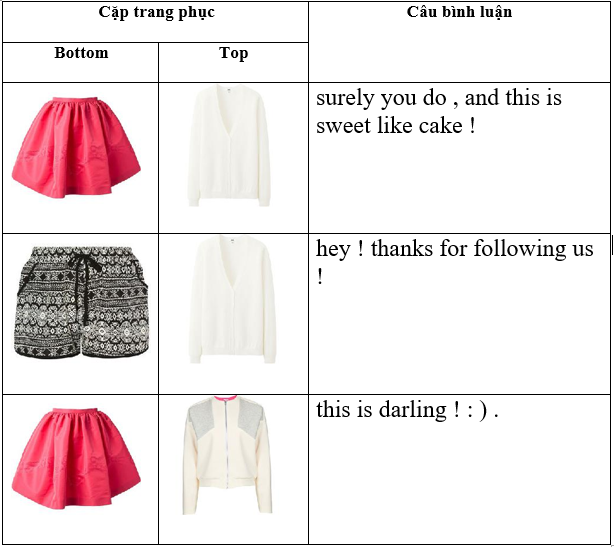 Cặp trang phục
Câu bình luận
Bottom
Top
surely you do , and this is
sweet like cake !
hey ! thanks for following us
!
this is darling ! : ) .